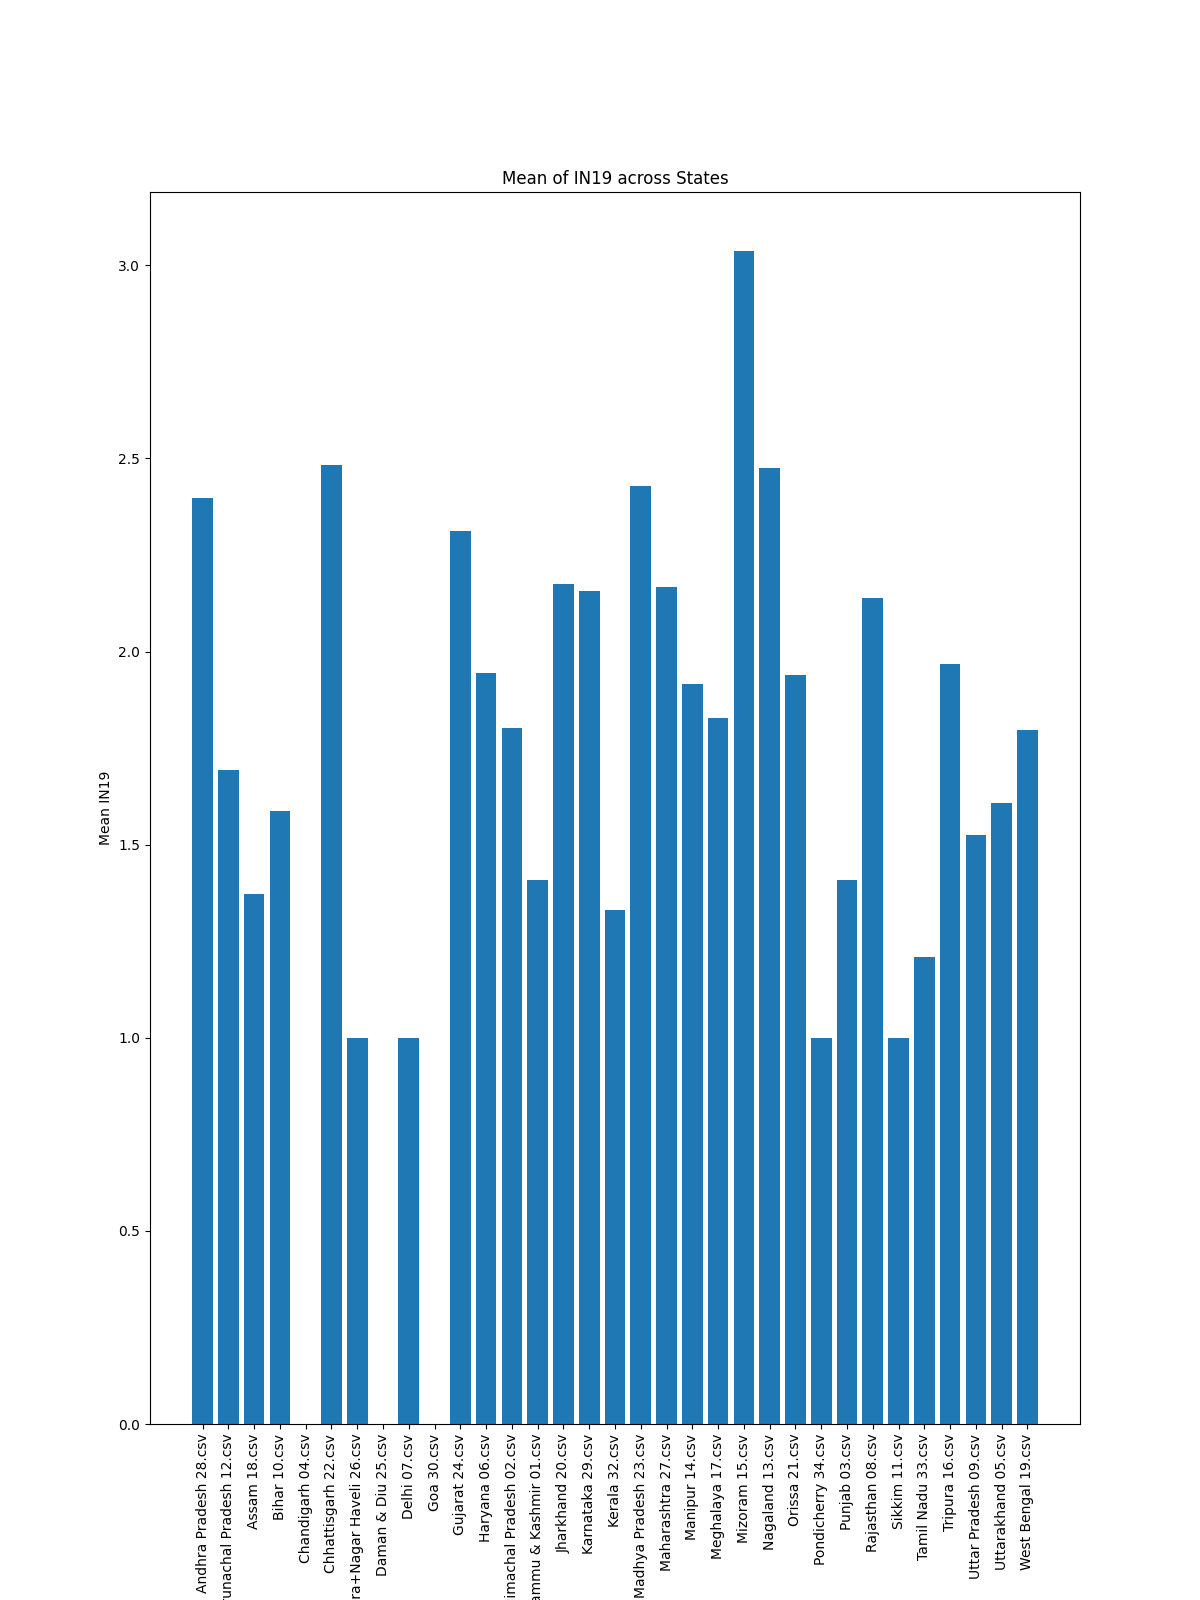 Mean of IN19 across States
3.0
2.5
2.0
1.5
1.0
0.5
0.0
Mean IN19
Andhra Pradesh 28.csv
Pradesh 12.csv
Assam 18.csv
Bihar 10.csv
Chandigarh 04.csv
Chhattisgarh 22.csv
ra+Nagar Haveli 26.csv
Daman & Diu 25.csv
Delhi 07.csv
Goa 30.csv
Gujarat 24.csv
Haryana 06.csv
imachal Pradesh 02.csv
ammu & Kashmir 01.csv
Jharkhand 20.csv
Karnataka 29.csv
Kerala 32.csv
Madhya Pradesh 23.csv
Maharashtra 27.csv
Manipur 14.csv
Meghalaya 17.csv
Mizoram 15.csv
Nagaland 13.csv
Orissa 21.csv
Pondicherry 34.csv
Punjab 03.csv
Rajasthan 08.csv
Sikkim 11.csv
Tamil Nadu 33.csv
Tripura 16.csv
Uttar Pradesh 09.csv
Uttarakhand 05.csv
West Bengal 19.csv